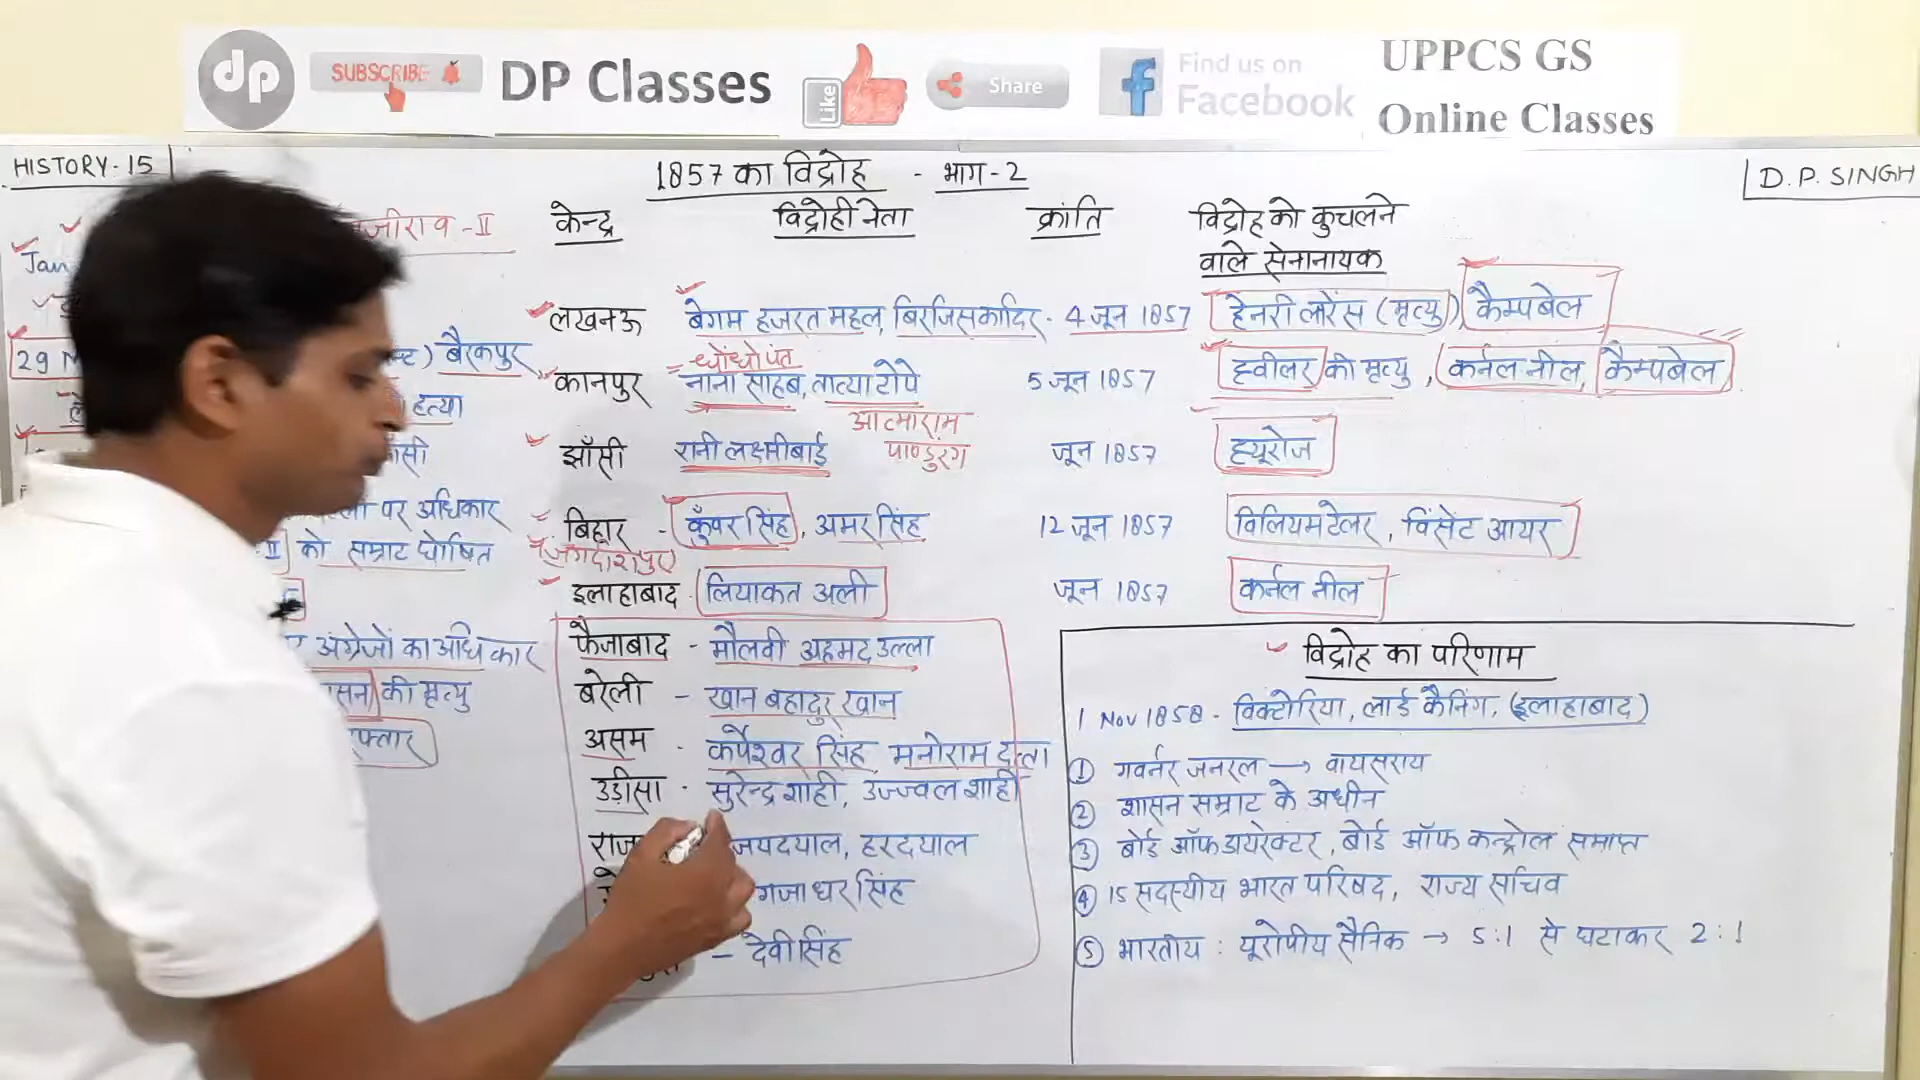 dp SUBSCRIBE DP Classes Like Share f Find us on Facebook
UPPCS GS
Online Classes
HISTORY-15
1857 का विद्रोह - भाग-2
D.P. SINGH
जीराव -II
केन्द्र विद्रोही नेता क्रांति विद्रोह को कुचलने
वाले सेनानायक
Jan
लखनऊ बेगम हजरत महल, बिरजिसकादिर - 4 जून 1857 हेनरी लॉरेंस (मृत्यु), कैम्पबेल
29 बैरकपुर
धोंधोपंत
कानपुर नाना साहब, तात्या टोपे 5 जून 1857 ह्वीलर की मृत्यु, कर्नल नील, कैम्पबेल
हत्या
आत्माराम
पाण्डुरंग
झाँसी रानी लक्ष्मीबाई जून 1857 ह्यूरोज
पर अधिकार
बिहार - कुँवर सिंह, अमर सिंह 12 जून 1857 विलियम टेलर, विंसेंट आयर
II को सम्राट घोषित
जगदीशपुर
इलाहाबाद - लियाकत अली जून 1857 कर्नल नील
अंग्रेजों का अधिकार
फैजाबाद - मौलवी अहमद उल्ला
सन की मृत्यु
बरेली - खान बहादुर खान
फ्तार
असम - कंपेश्वर सिंह, मनोराम दत्ता
उड़ीसा - सुरेन्द्र शाही, उज्ज्वल शाही
राज जयदयाल, हरदयाल
गजाधर सिंह
- देवी सिंह
विद्रोह का परिणाम
1 Nov 1858 - विक्टोरिया, लार्ड कैनिंग, (इलाहाबाद)
① गवर्नर जनरल → वायसराय
② शासन सम्राट के अधीन
③ बोर्ड ऑफ डायरेक्टर, बोर्ड ऑफ कन्ट्रोल समाप्त
④ 15 सदस्यीय भारत परिषद, राज्य सचिव
⑤ भारतीय : यूरोपीय सैनिक → 5:1 से घटाकर 2:1